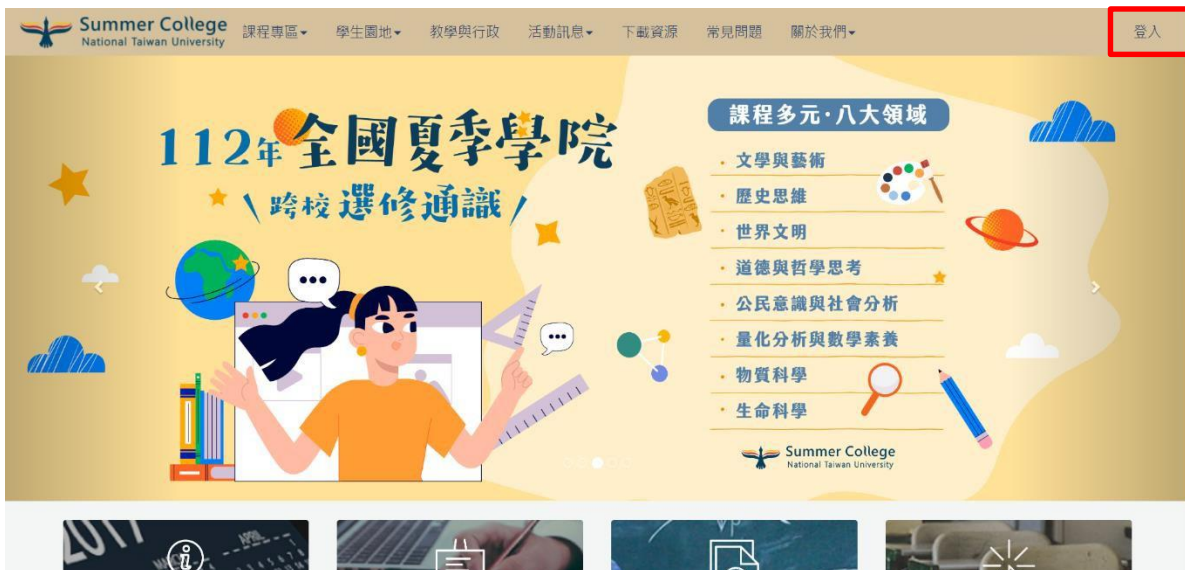 Summer College
National Taiwan University
課程專區 學生園地 教學與行政 活動訊息 下載資源 常見問題 關於我們 登入
112年全國夏季學院
跨校選修通識
課程多元·八大領域
· 文學與藝術
· 歷史思維
· 世界文明
· 道德與哲學思考
· 公民意識與社會分析
· 量化分析與數學素養
· 物質科學
· 生命科學
Summer College
National Taiwan University
2017
APRIL